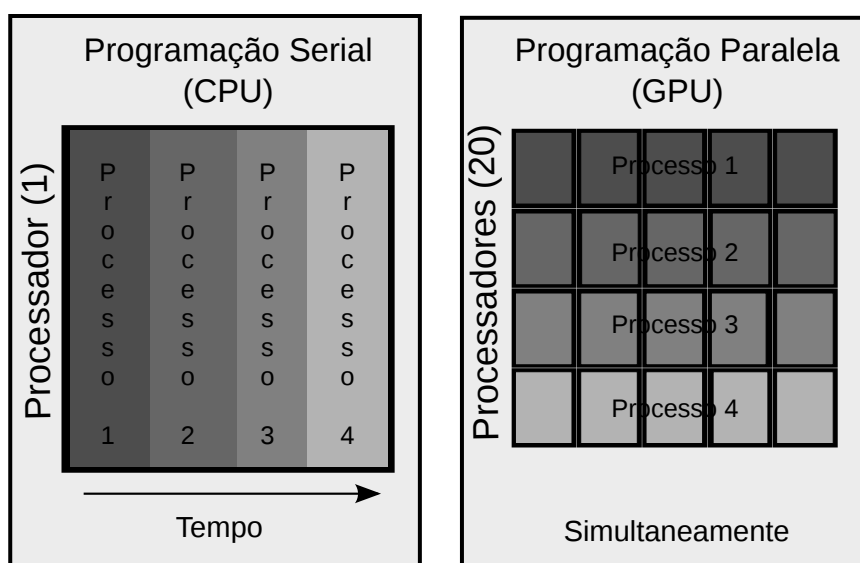 Programação Serial
(CPU)
Processador (1)
Processo 1
Processo 2
Processo 3
Processo 4
Tempo
Programação Paralela
(GPU)
Processadores (20)
Processo 1
Processo 2
Processo 3
Processo 4
Simultaneamente